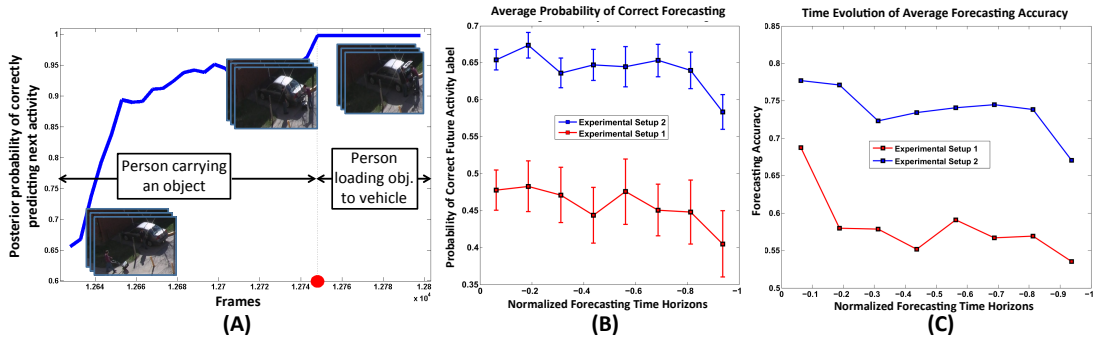 Posterior probability of correctly
predicting next activity
1
0.95
0.9
0.85
0.8
0.75
0.7
0.65
0.6
Person carrying
an object
Person
loading obj.
to vehicle
1.264
1.266
1.268
1.27
1.272
1.274
1.276
1.278
1.28
x 10⁴
Frames
(A)
Average Probability of Correct Forecasting
Probability of Correct Future Activity Label
0.7
0.65
0.6
0.55
0.5
0.45
0.4
0.35
Experimental Setup 2
Experimental Setup 1
0
−0.2
−0.4
−0.6
−0.8
−1
Normalized Forecasting Time Horizons
(B)
Time Evolution of Average Forecasting Accuracy
Forecasting Accuracy
0.85
0.8
0.75
0.7
0.65
0.6
0.55
0.5
Experimental Setup 1
Experimental Setup 2
0
−0.1
−0.2
−0.3
−0.4
−0.5
−0.6
−0.7
−0.8
−0.9
−1
Normalized Forecasting Time Horizons
(C)